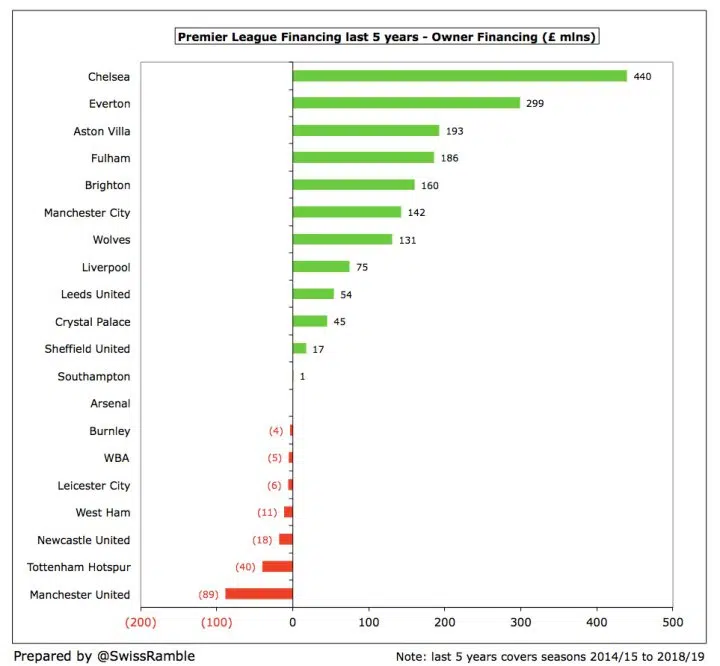 Premier League Financing last 5 years - Owner Financing (£ mlns)
Chelsea 440
Everton 299
Aston Villa 193
Fulham 186
Brighton 160
Manchester City 142
Wolves 131
Liverpool 75
Leeds United 54
Crystal Palace 45
Sheffield United 17
Southampton 1
Arsenal
Burnley (4)
WBA (5)
Leicester City (6)
West Ham (11)
Newcastle United (18)
Tottenham Hotspur (40)
Manchester United (89)
(200) (100) 0 100 200 300 400 500
Prepared by @SwissRamble Note: last 5 years covers seasons 2014/15 to 2018/19